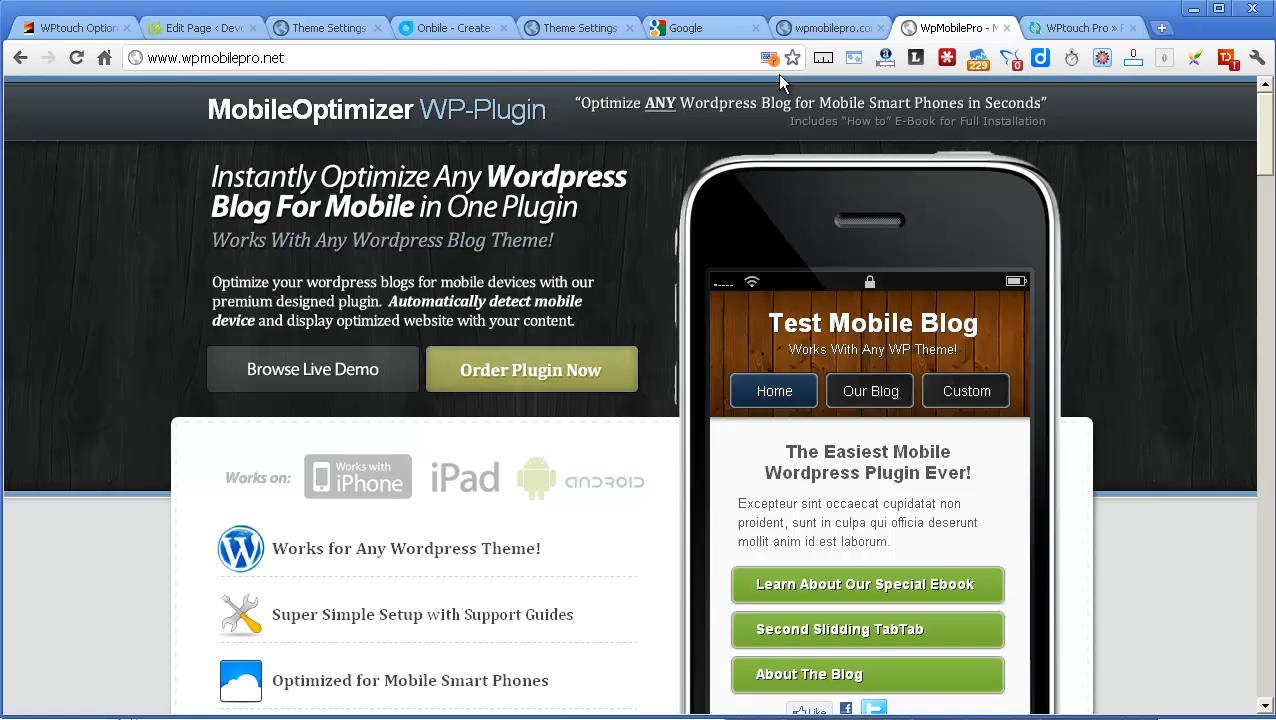 WPtouch Option
Edit Page ‹ Devo
Theme Settings
Onbile - Create
Theme Settings
Google
wpmobilepro.co
WpMobilePro - M
WPtouch Pro » F
www.wpmobilepro.net
229
0
0
0
MobileOptimizer WP-Plugin
“Optimize ANY Wordpress Blog for Mobile Smart Phones in Seconds”
Includes “How to” E-Book for Full Installation
Instantly Optimize Any Wordpress
Blog For Mobile in One Plugin
Works With Any Wordpress Blog Theme!
Optimize your wordpress blogs for mobile devices with our
premium designed plugin. Automatically detect mobile
device and display optimized website with your content.
Browse Live Demo
Order Plugin Now
Works on:
Works with
iPhone
iPad
ANDROID
Works for Any Wordpress Theme!
Super Simple Setup with Support Guides
Optimized for Mobile Smart Phones
Test Mobile Blog
Works With Any WP Theme!
Home
Our Blog
Custom
The Easiest Mobile
Wordpress Plugin Ever!
Excepteur sint occaecat cupidatat non
proident, sunt in culpa qui officia deserunt
mollit anim id est laborum.
Learn About Our Special Ebook
Second Slidding TabTab
About The Blog
Like